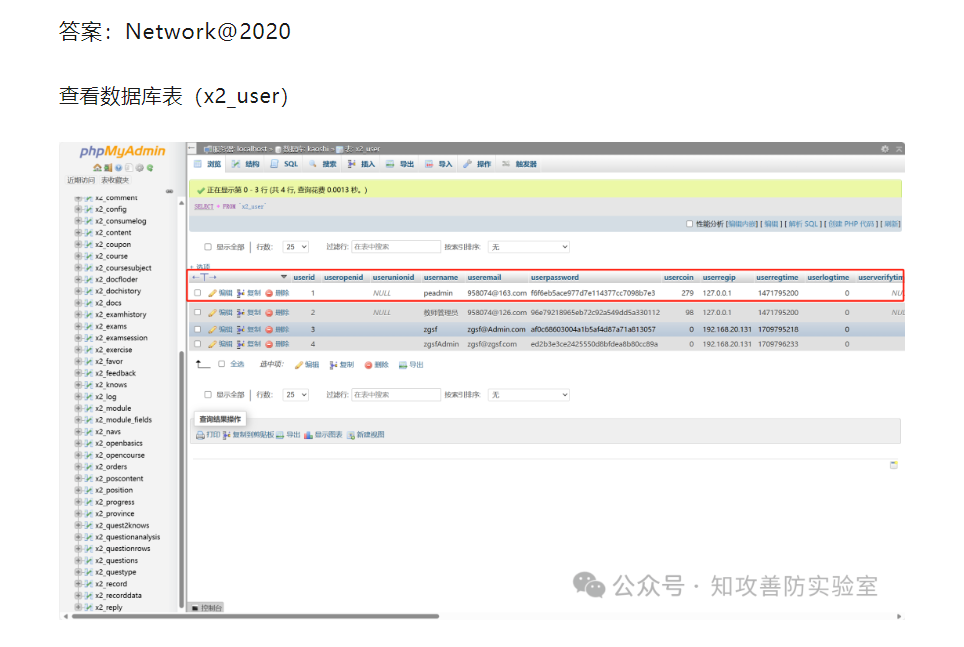 答案：Network@2020
查看数据库表（x2_user）
phpMyAdmin
近期访问 表收藏夹
x2_comment
x2_config
x2_consumelog
x2_content
x2_coupon
x2_course
x2_coursesubject
x2_docfloder
x2_dochistory
x2_docs
x2_examhistory
x2_exams
x2_examsession
x2_exercise
x2_favor
x2_feedback
x2_knows
x2_log
x2_module
x2_module_fields
x2_navs
x2_openbasics
x2_opencourse
x2_orders
x2_poscontent
x2_position
x2_progress
x2_province
x2_quest2knows
x2_questionanalysis
x2_questionrows
x2_questions
x2_questype
x2_record
x2_recorddata
x2_reply
服务器: localhost » 数据库: kaoshi » 表: x2_user
浏览 结构 SQL 搜索 插入 导出 导入 操作 触发器
正在显示第 0 - 3 行 (共 4 行, 查询花费 0.0013 秒。)
SELECT * FROM `x2_user`
性能分析 [编辑内嵌] [ 编辑 ] [ 解析 SQL ] [ 创建 PHP 代码 ] [ 刷新]
显示全部 行数: 25 过滤行: 在表中搜索 按索引排序: 无
+ 选项
←T→ userid useropenid userunionid username useremail userpassword usercoin userregip userregtime userlogtime userverifytim
编辑 复制 删除 1 NULL peadmin 958074@163.com f6f6eb5ace977d7e114377cc7098b7e3 279 127.0.0.1 1471795200 0 NU
编辑 复制 删除 2 NULL 教师管理员 958074@126.com 96e79218965eb72c92a549dd5a330112 98 127.0.0.1 1471795200 0 NU
编辑 复制 删除 3 zgsf zgsf@Admin.com af0c68603004a1b5af4d87a71a813057 0 192.168.20.131 1709795218 0
编辑 复制 删除 4 zgsfAdmin zgsf@zgsf.com ed2b3e3ce2425550d8bfdea8b80cc89a 0 192.168.20.131 1709796233 0
全选 选中项: 编辑 复制 删除 导出
显示全部 行数: 25 过滤行: 在表中搜索 按索引排序: 无
查询结果操作
打印 复制到剪贴板 导出 显示图表 新建视图
控制台
公众号 · 知攻善防实验室